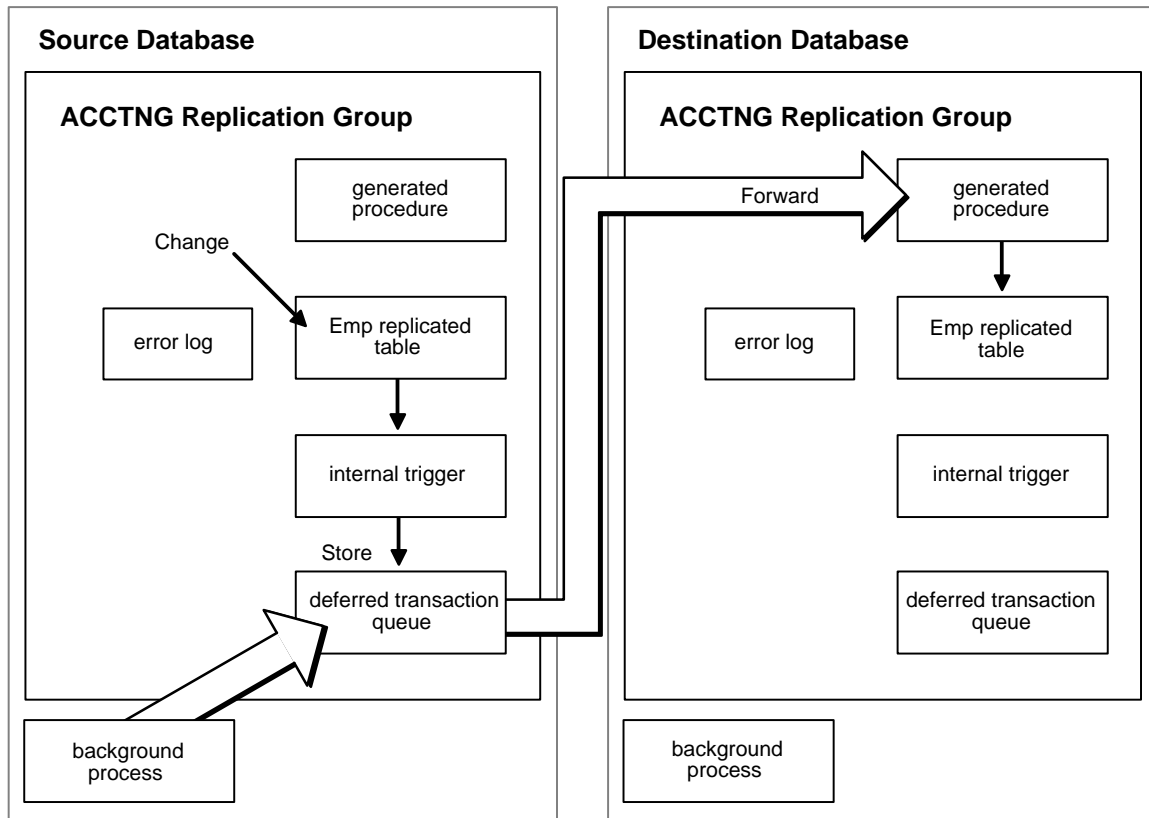 Source Database
ACCTNG Replication Group
generated
procedure
Change
error log
Emp replicated
table
internal trigger
Store
deferred transaction
queue
background
process
Destination Database
ACCTNG Replication Group
Forward
generated
procedure
error log
Emp replicated
table
internal trigger
deferred transaction
queue
background
process